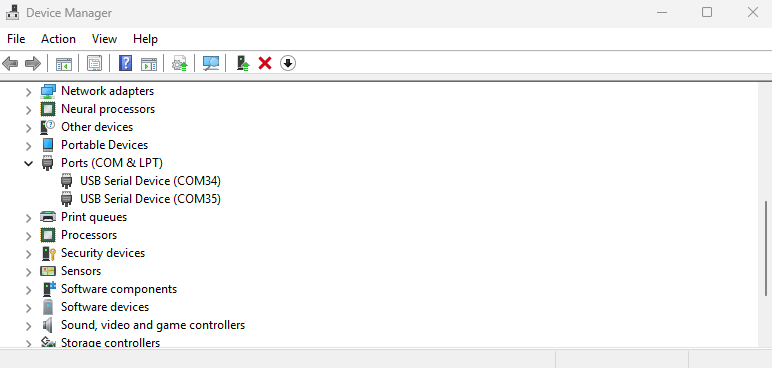 Device Manager
File Action View Help
Network adapters
Neural processors
Other devices
Portable Devices
Ports (COM & LPT)
USB Serial Device (COM34)
USB Serial Device (COM35)
Print queues
Processors
Security devices
Sensors
Software components
Software devices
Sound, video and game controllers
Storage controllers